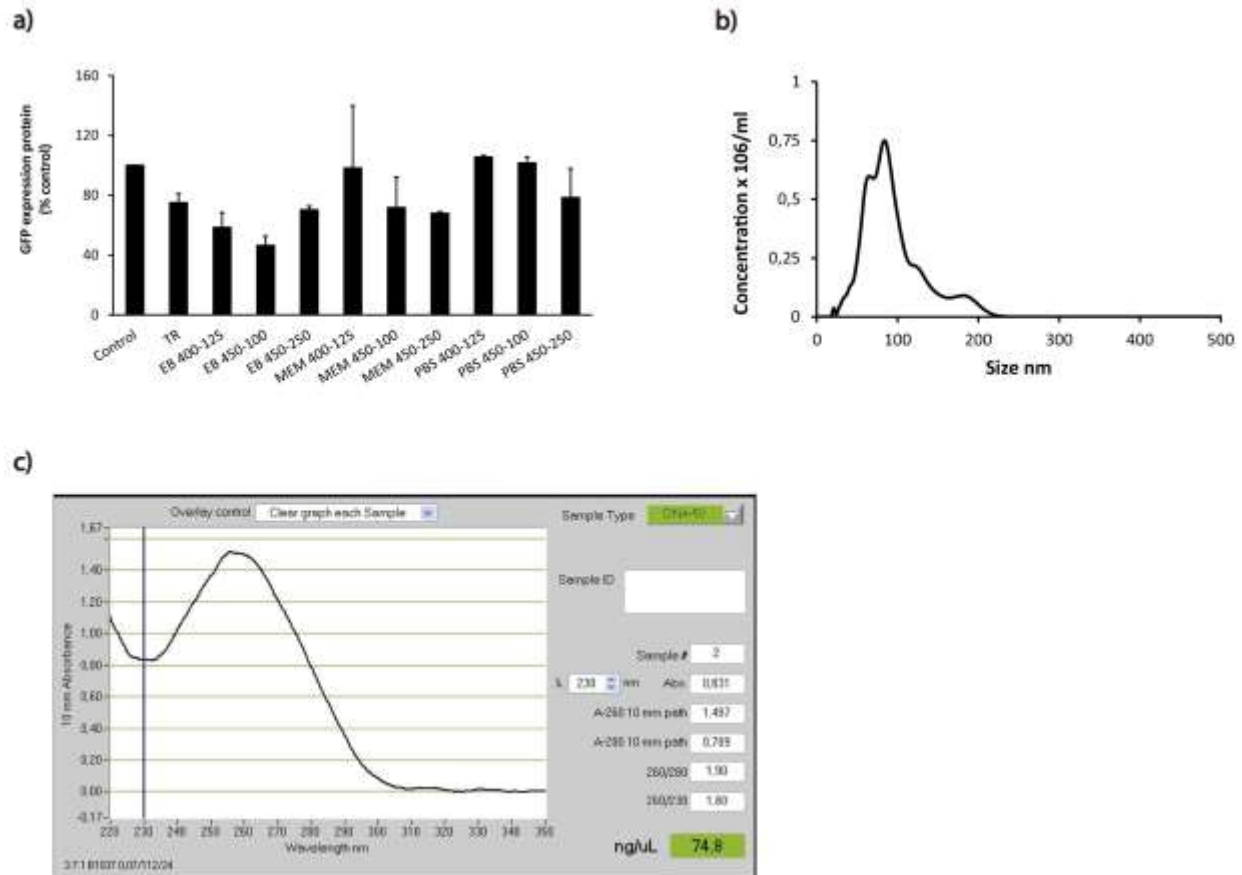 a)
GFP expression protein
(% control)
160
120
80
40
0
Control
TR
EB 400-125
EB 450-100
EB 450-250
MEM 400-125
MEM 450-100
MEM 450-250
PBS 400-125
PBS 450-100
PBS 450-250
b)
Concentration x 106/ml
1
0,75
0,5
0,25
0
0
100
200
300
400
500
Size nm
c)
Overlay control Clear graph each Sample
Sample Type
Sample ID
Sample # 2
230 nm Abs. 0,831
A-260 10 mm path 1,497
A-280 10 mm path 0,789
260/280 1,90
260/230 1,80
ng/uL 74,8
10 mm Absorbance
1,67
1,40
1,20
1,00
0,80
0,60
0,40
0,20
0,00
-0,17
220 230 240 250 260 270 280 290 300 310 320 330 340 350
Wavelength nm